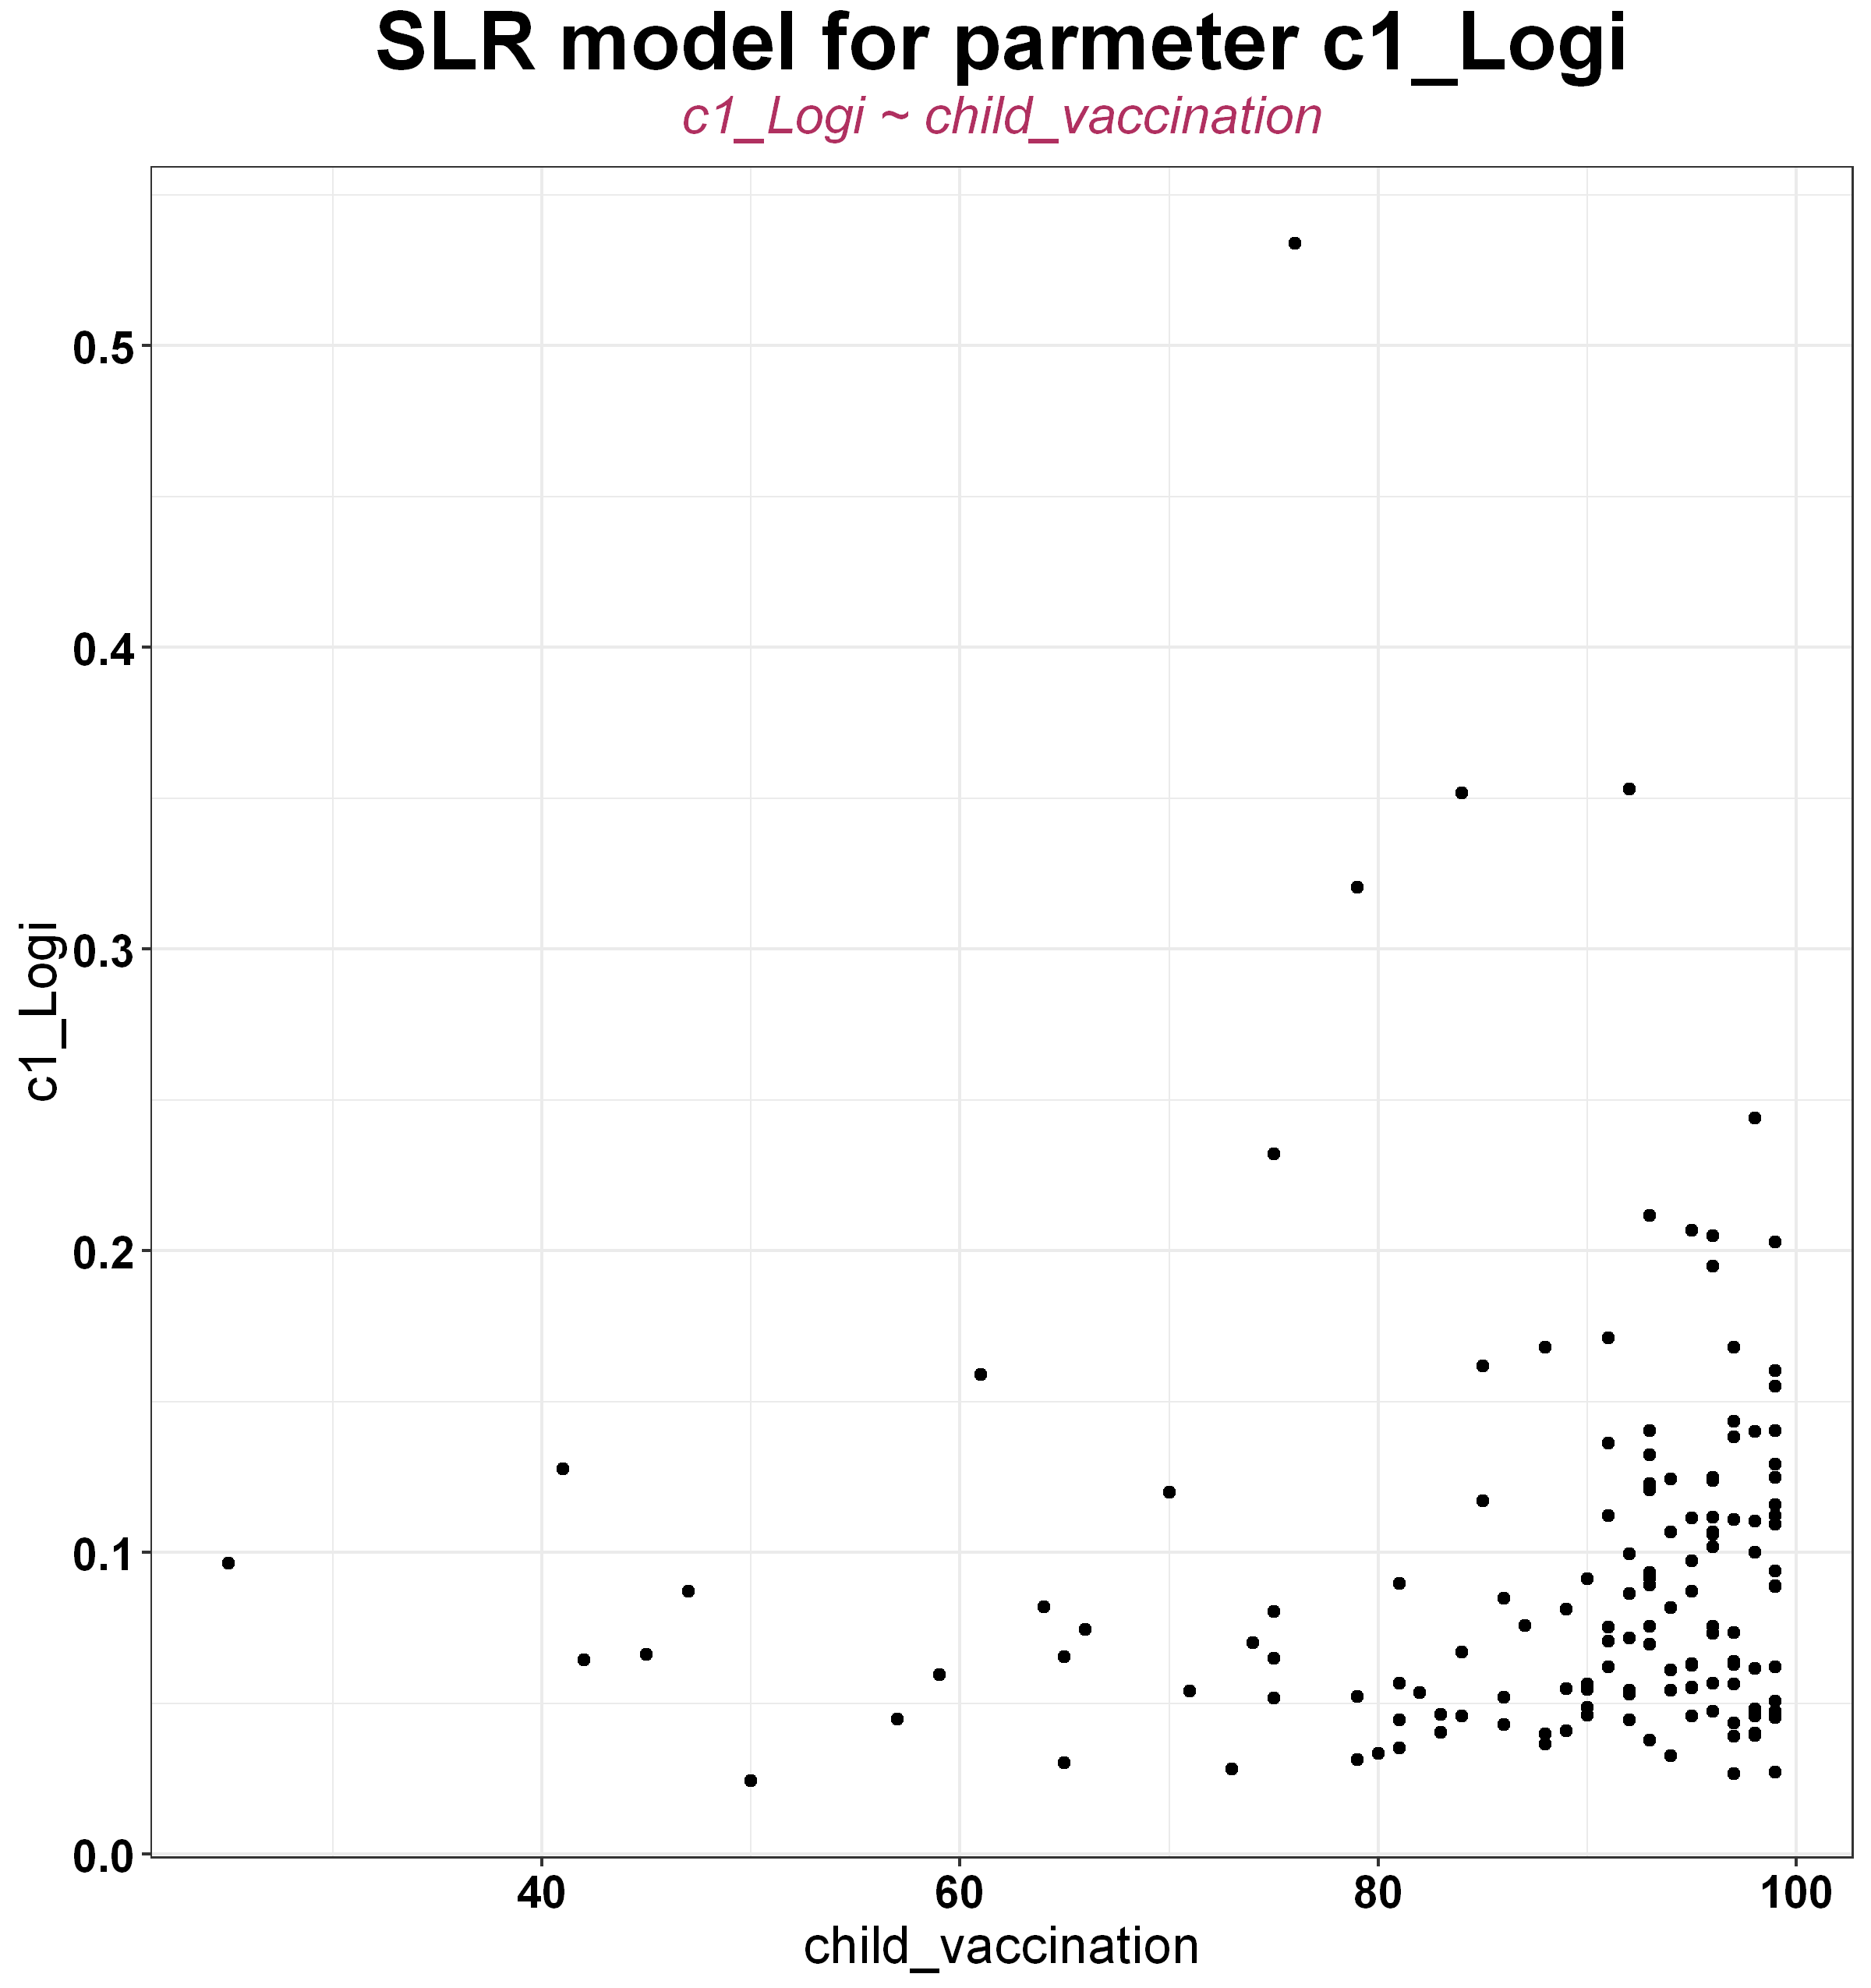 SLR model for parmeter c1_Logi
c1_Logi ~ child_vaccination
0.5
0.4
0.3
0.2
0.1
0.0
c1_Logi
40 60 80 100
child_vaccination